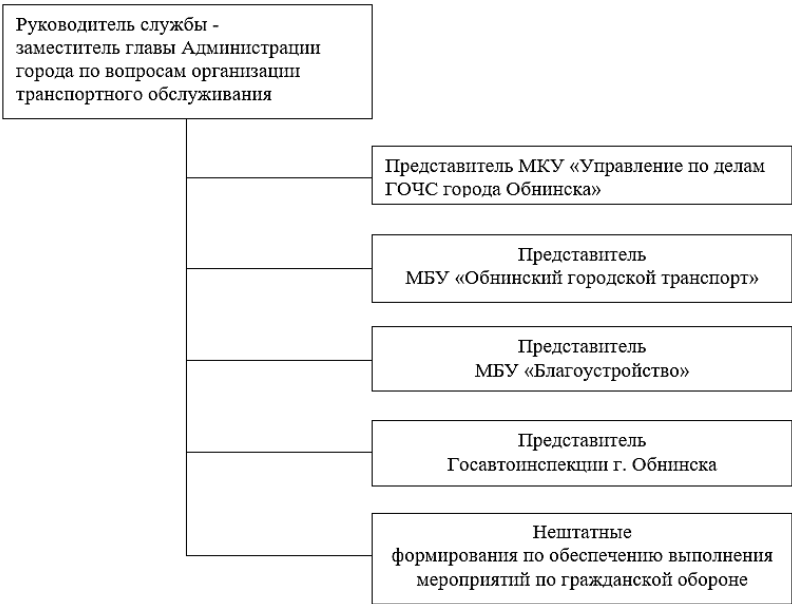 Руководитель службы -
заместитель главы Администрации
города по вопросам организации
транспортного обслуживания
Представитель МКУ «Управление по делам
ГОЧС города Обнинска»
Представитель
МБУ «Обнинский городской транспорт»
Представитель
МБУ «Благоустройство»
Представитель
Госавтоинспекции г. Обнинска
Нештатные
формирования по обеспечению выполнения
мероприятий по гражданской обороне